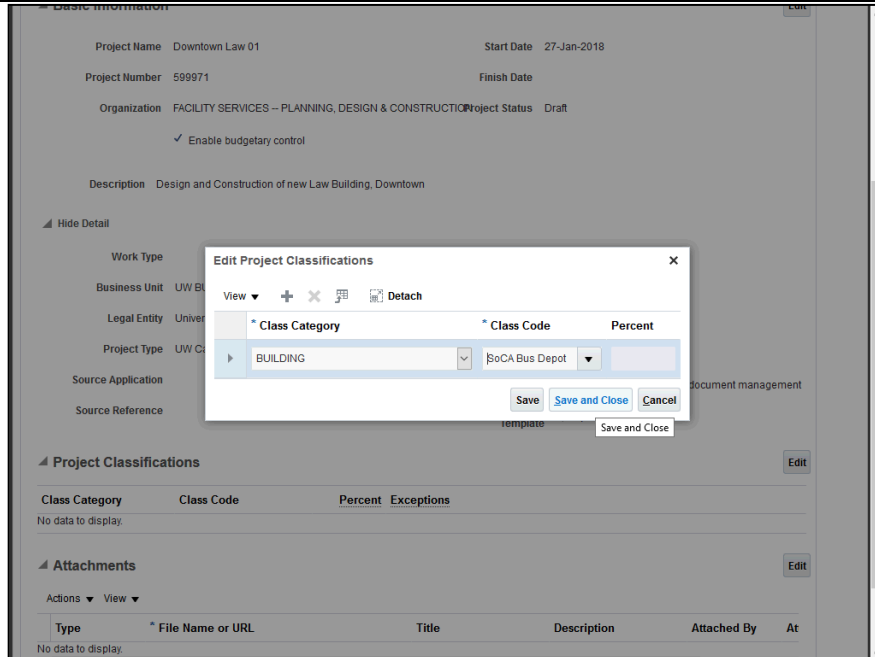 Basic Information Edit
Project Name Downtown Law 01 Start Date 27-Jan-2018
Project Number 599971 Finish Date
Organization FACILITY SERVICES -- PLANNING, DESIGN & CONSTRUCTION Project Status Draft
Enable budgetary control
Description Design and Construction of new Law Building, Downtown
Hide Detail
Work Type
Business Unit UW BU
Legal Entity Univer
Project Type UW Ca
Source Application document management
Source Reference
Template
Edit Project Classifications
View Detach
* Class Category * Class Code Percent
BUILDING SoCA Bus Depot
Save Save and Close Cancel
Save and Close
Project Classifications Edit
Class Category Class Code Percent Exceptions
No data to display.
Attachments Edit
Actions View
Type * File Name or URL Title Description Attached By At
No data to display.